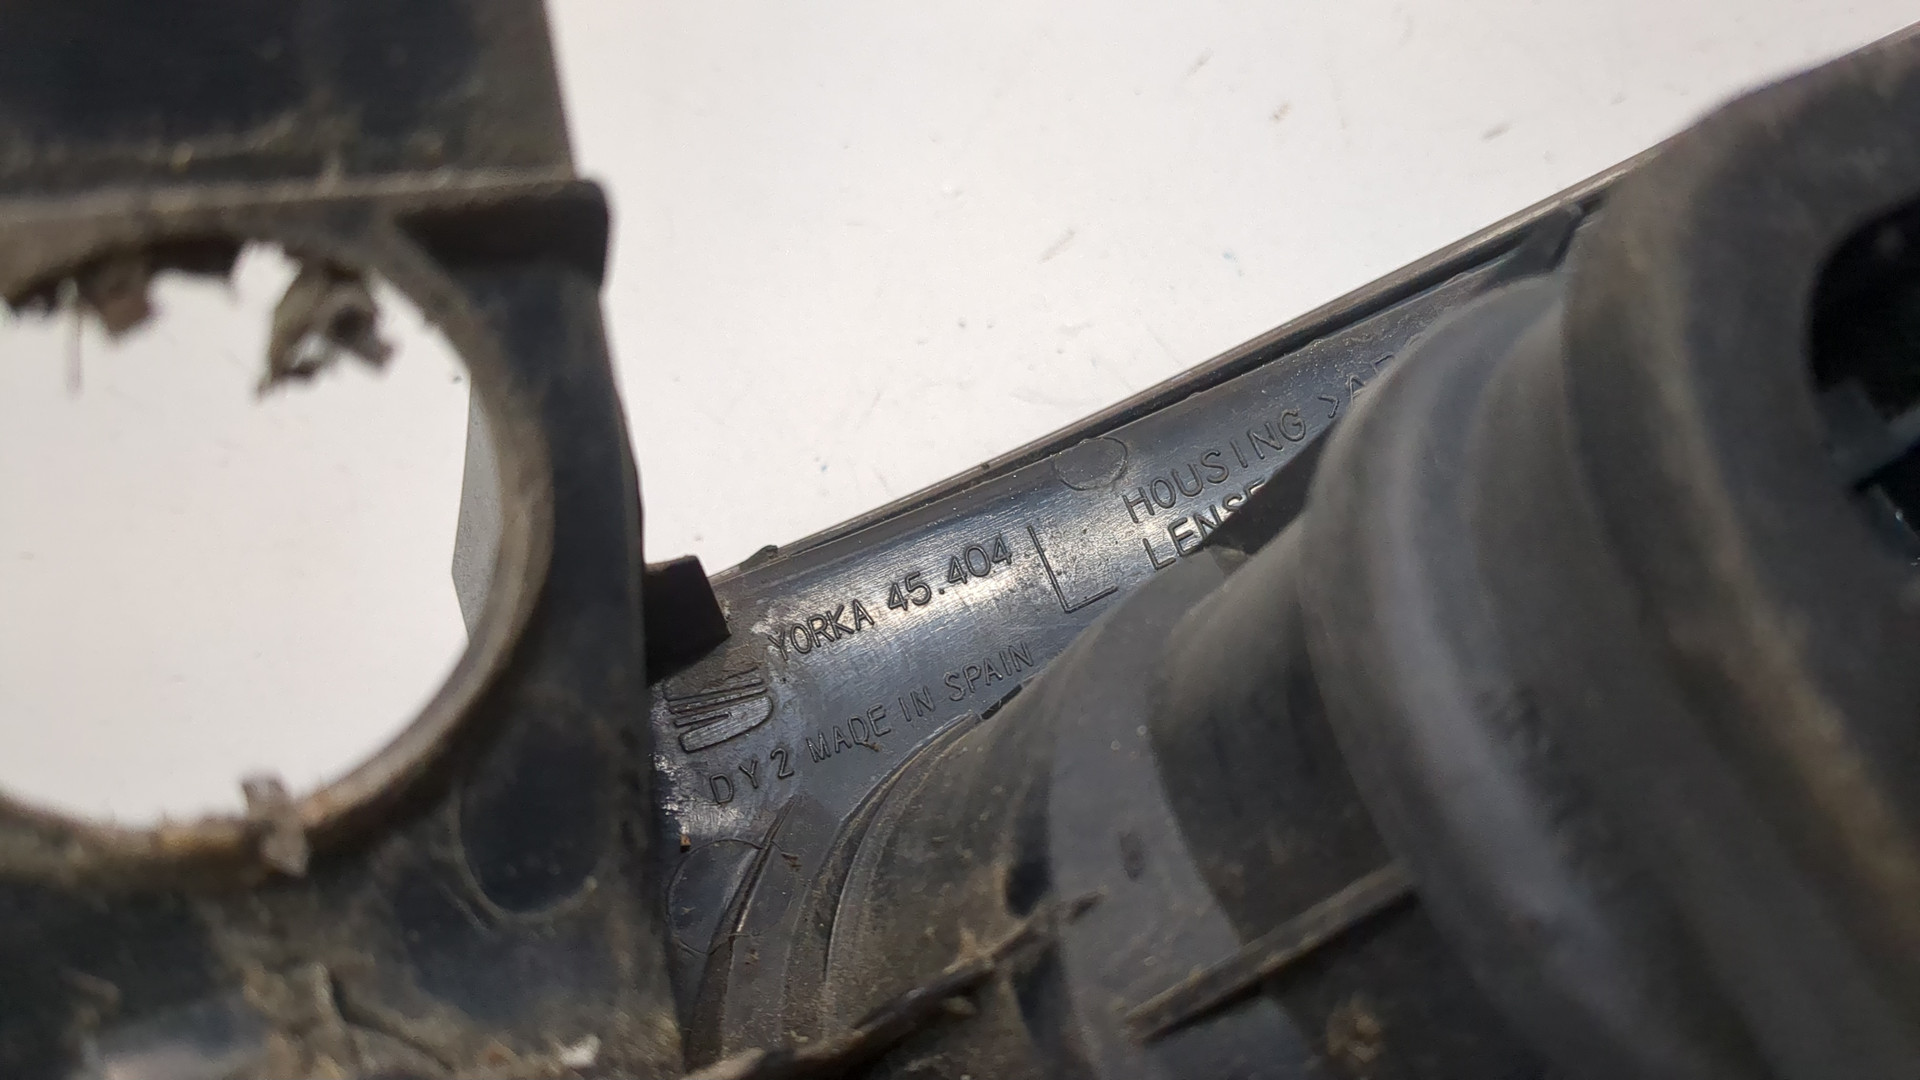 YORKA 45.404 L
DY2 MADE IN SPAIN
HOUSING